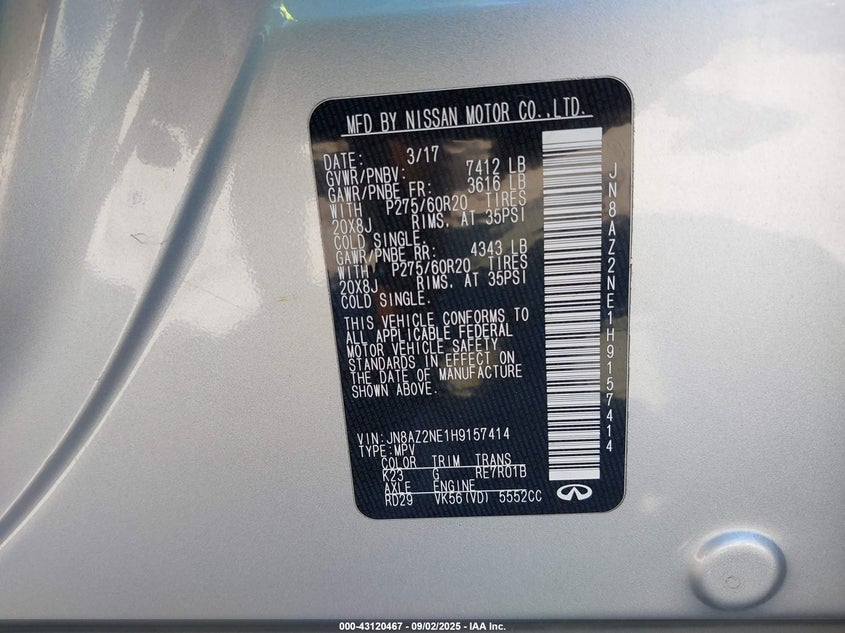 MFD BY NISSAN MOTOR CO.,LTD.
DATE: 3/17
GVWR/PNBV: 7412 LB
GAWR/PNBE FR: 3616 LB
WITH P275/60R20 TIRES
20X8J RIMS, AT 35PSI
COLD SINGLE.
GAWR/PNBE RR: 4343 LB
WITH P275/60R20 TIRES
20X8J RIMS, AT 35PSI
COLD SINGLE.
THIS VEHICLE CONFORMS TO
ALL APPLICABLE FEDERAL
MOTOR VEHICLE SAFETY
STANDARDS IN EFFECT ON
THE DATE OF MANUFACTURE
SHOWN ABOVE.
VIN:JN8AZ2NE1H9157414
TYPE:MPV
COLOR TRIM TRANS
K23 G RE7R01B
AXLE ENGINE
RD29 VK56(VD) 5552CC
JN8AZ2NE1H9157414
000-43120467 - 09/02/2025 - IAA Inc.